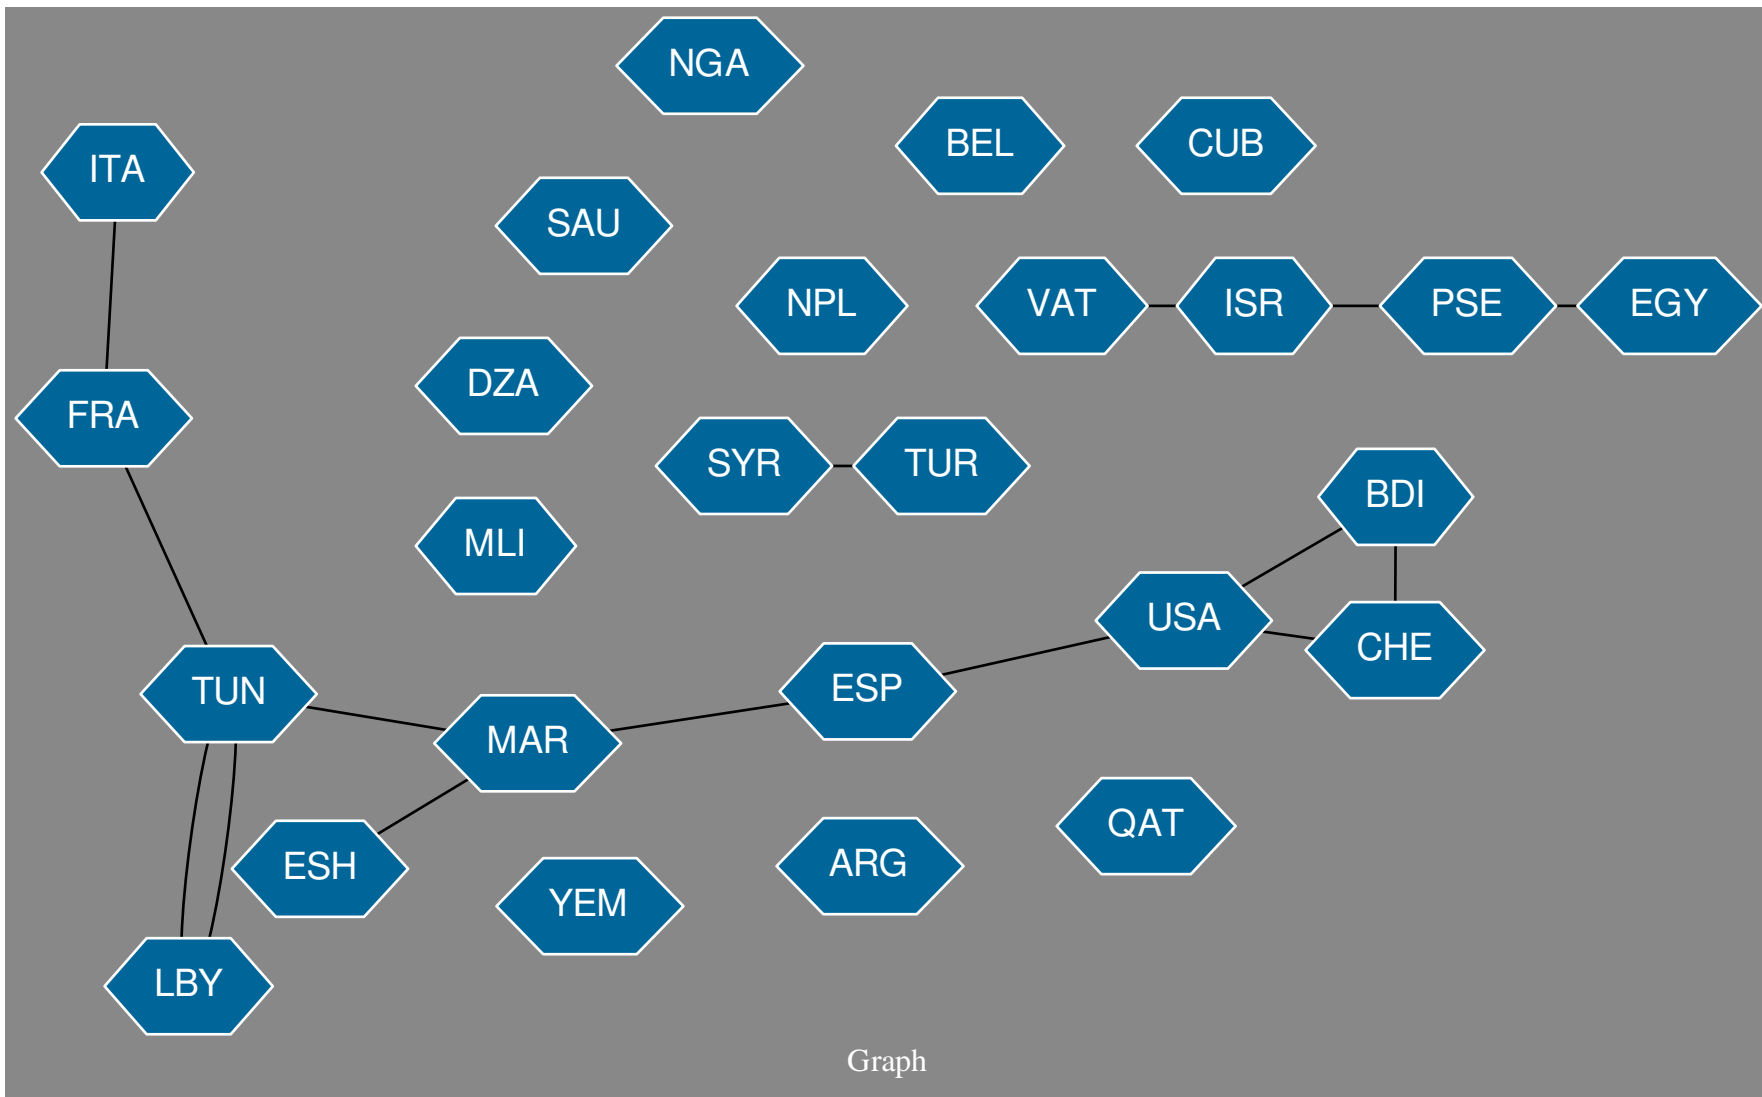 NGA
BEL
CUB
ITA
SAU
NPL
VAT
ISR
PSE
EGY
DZA
FRA
SYR
TUR
BDI
MLI
USA
CHE
TUN
ESP
MAR
QAT
ESH
ARG
YEM
LBY
Graph